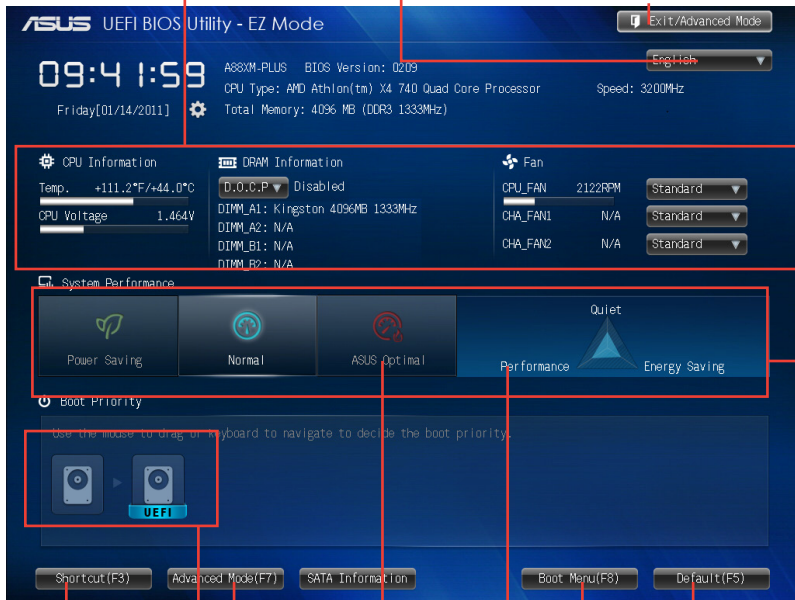 ASUS UEFI BIOS Utility - EZ Mode
Exit/Advanced Mode
English
09:41:59
Friday[01/14/2011]
A88XM-PLUS BIOS Version: 0209
CPU Type: AMD Athlon(tm) X4 740 Quad Core Processor Speed: 3200MHz
Total Memory: 4096 MB (DDR3 1333MHz)
CPU Information
Temp. +111.2°F/+44.0°C
CPU Voltage 1.464V
DRAM Information
D.O.C.P Disabled
DIMM_A1: Kingston 4096MB 1333MHz
DIMM_A2: N/A
DIMM_B1: N/A
DIMM_B2: N/A
Fan
CPU_FAN 2122RPM Standard
CHA_FAN1 N/A Standard
CHA_FAN2 N/A Standard
System Performance
Power Saving
Normal
ASUS Optimal
Quiet
Performance
Energy Saving
Boot Priority
Use the mouse to drag or keyboard to navigate to decide the boot priority.
UEFI
Shortcut(F3)
Advanced Mode(F7)
SATA Information
Boot Menu(F8)
Default(F5)